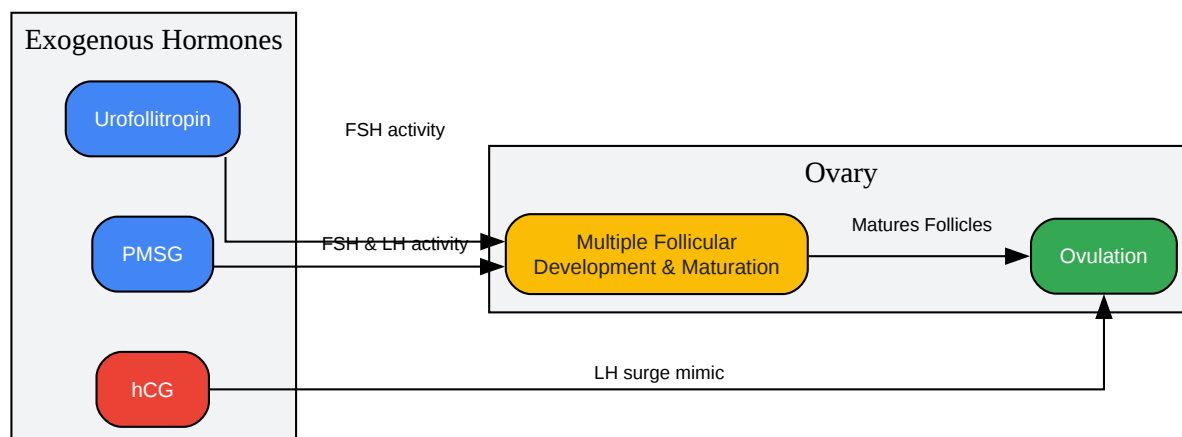 Exogenous Hormones
Urofollitropin
FSH activity
Ovary
PMSG
FSH & LH activity
Multiple Follicular
Development & Maturation
Matures Follicles
Ovulation
hCG
LH surge mimic